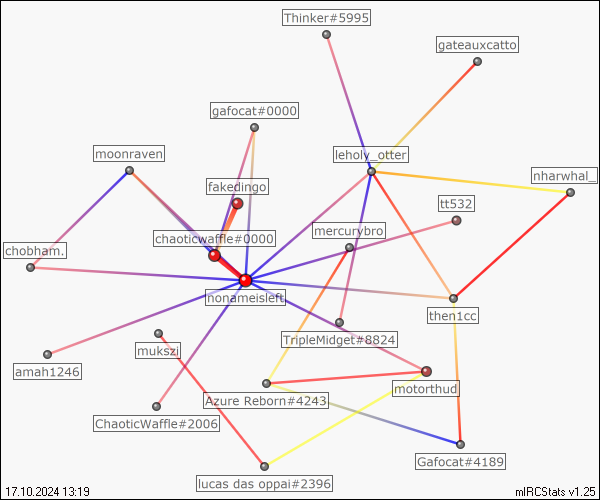 Thinker#5995
gateauxcatto
gafocat#0000
moonraven
leholy_otter
nharwhal_
fakedingo
tt532
mercurybro
chaoticwaffle#0000
chobham.
nonameisleft
then1cc
TripleMidget#8824
mukszi
amah1246
motorthud
Azure Reborn#4243
ChaoticWaffle#2006
Gafocat#4189
lucas das oppai#2396
17.10.2024 13:19
mIRCStats v1.25